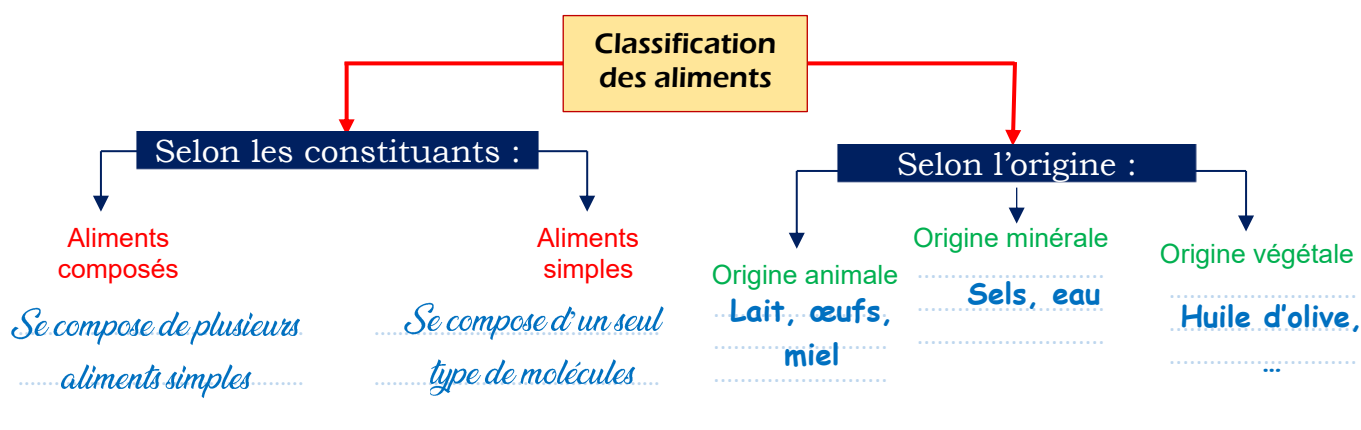 Classification
des aliments
Selon les constituants :
Selon l'origine :
Aliments
composés
Aliments
simples
Origine animale
Origine minérale
Origine végétale
Se compose de plusieurs
aliments simples
Se compose d'un seul
type de molécules
Lait, œufs,
miel
Sels, eau
Huile d'olive,
...